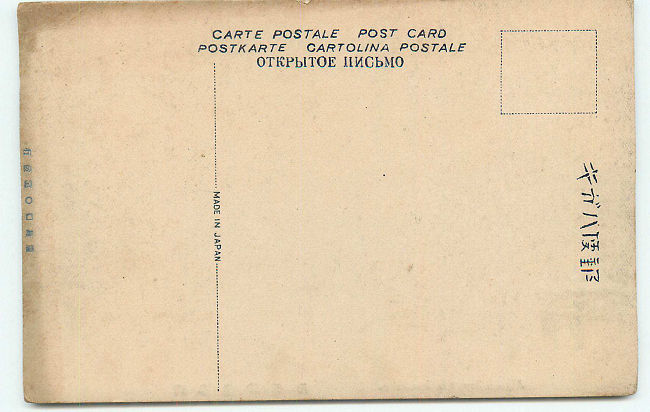 CARTE POSTALE POST CARD
POSTKARTE CARTOLINA POSTALE
ОТКРЫТОЕ ПИСЬМО
MADE IN JAPAN
郵便ハガキ